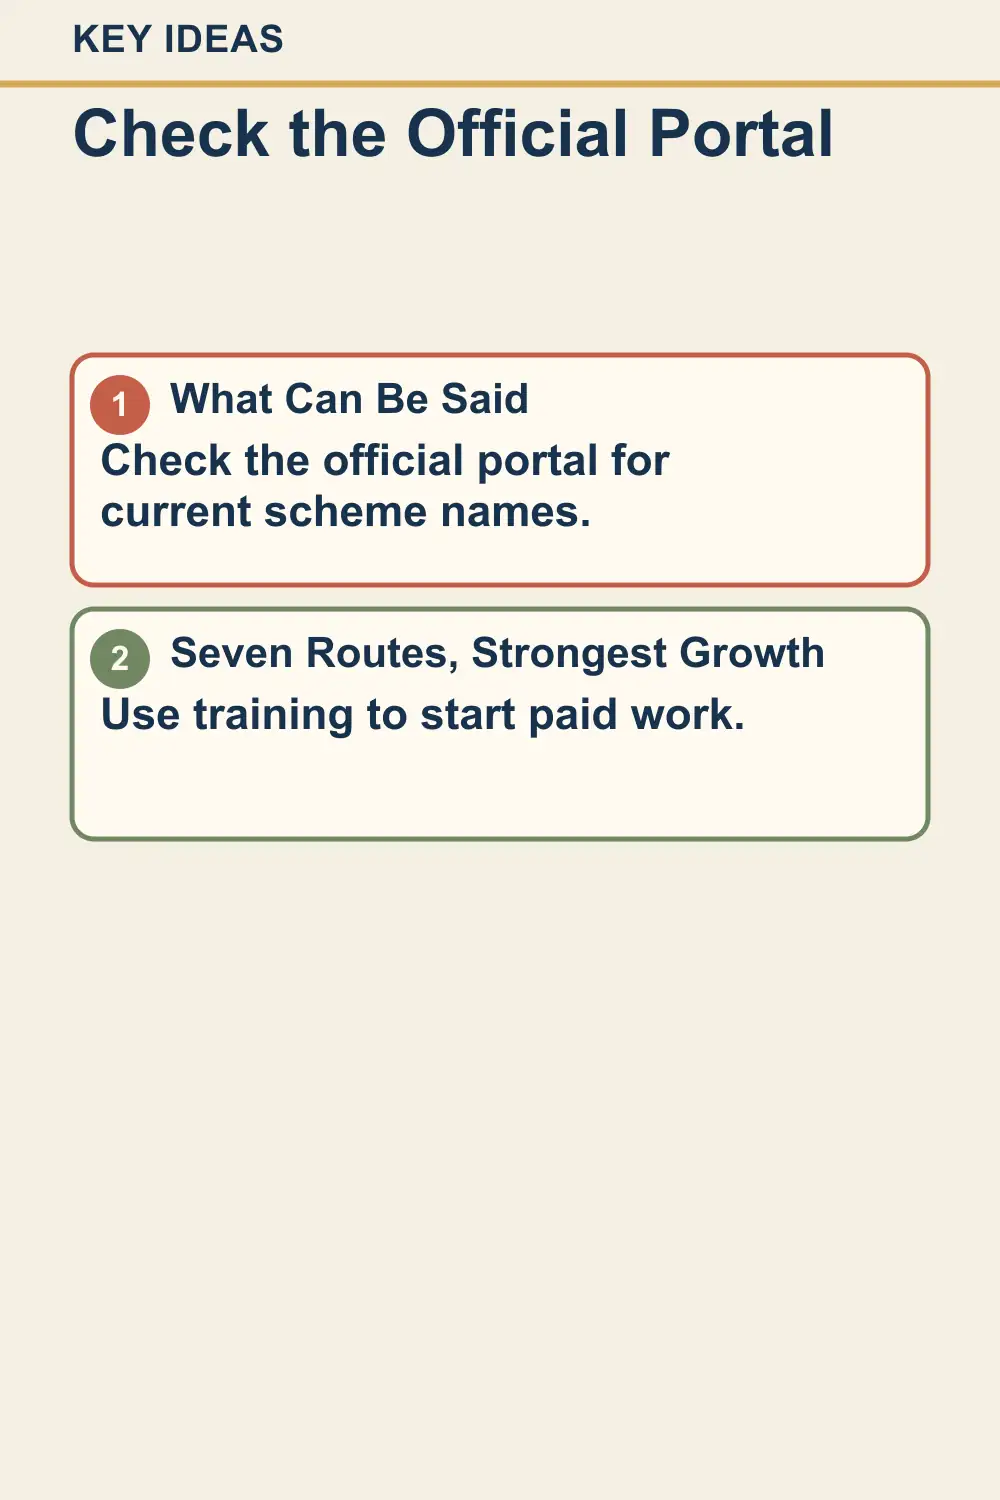 KEY IDEAS
Check the Official Portal
1 What Can Be Said
Check the official portal for
current scheme names.
2 Seven Routes, Strongest Growth
Use training to start paid work.